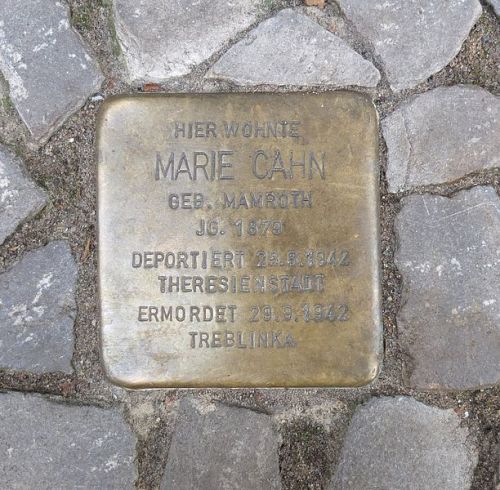 HIER WOHNTE
MARIE CAHN
GEB. MAMROTH
JG. 1879
DEPORTIERT 25.8.1942
THERESIENSTADT
ERMORDET 29.9.1942
TREBLINKA